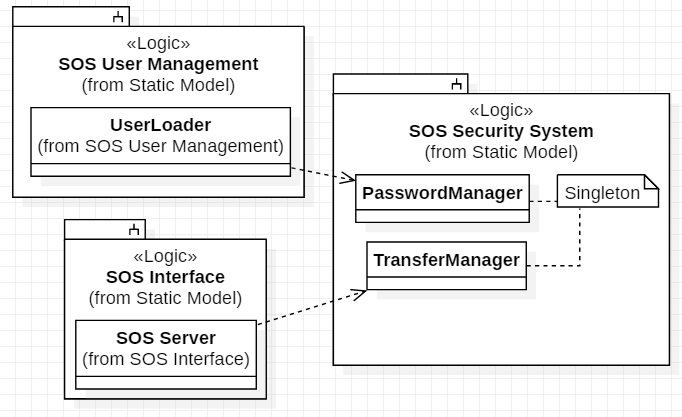 «Logic»
SOS User Management
(from Static Model)
UserLoader
(from SOS User Management)
«Logic»
SOS Security System
(from Static Model)
PasswordManager
Singleton
TransferManager
«Logic»
SOS Interface
(from Static Model)
SOS Server
(from SOS Interface)